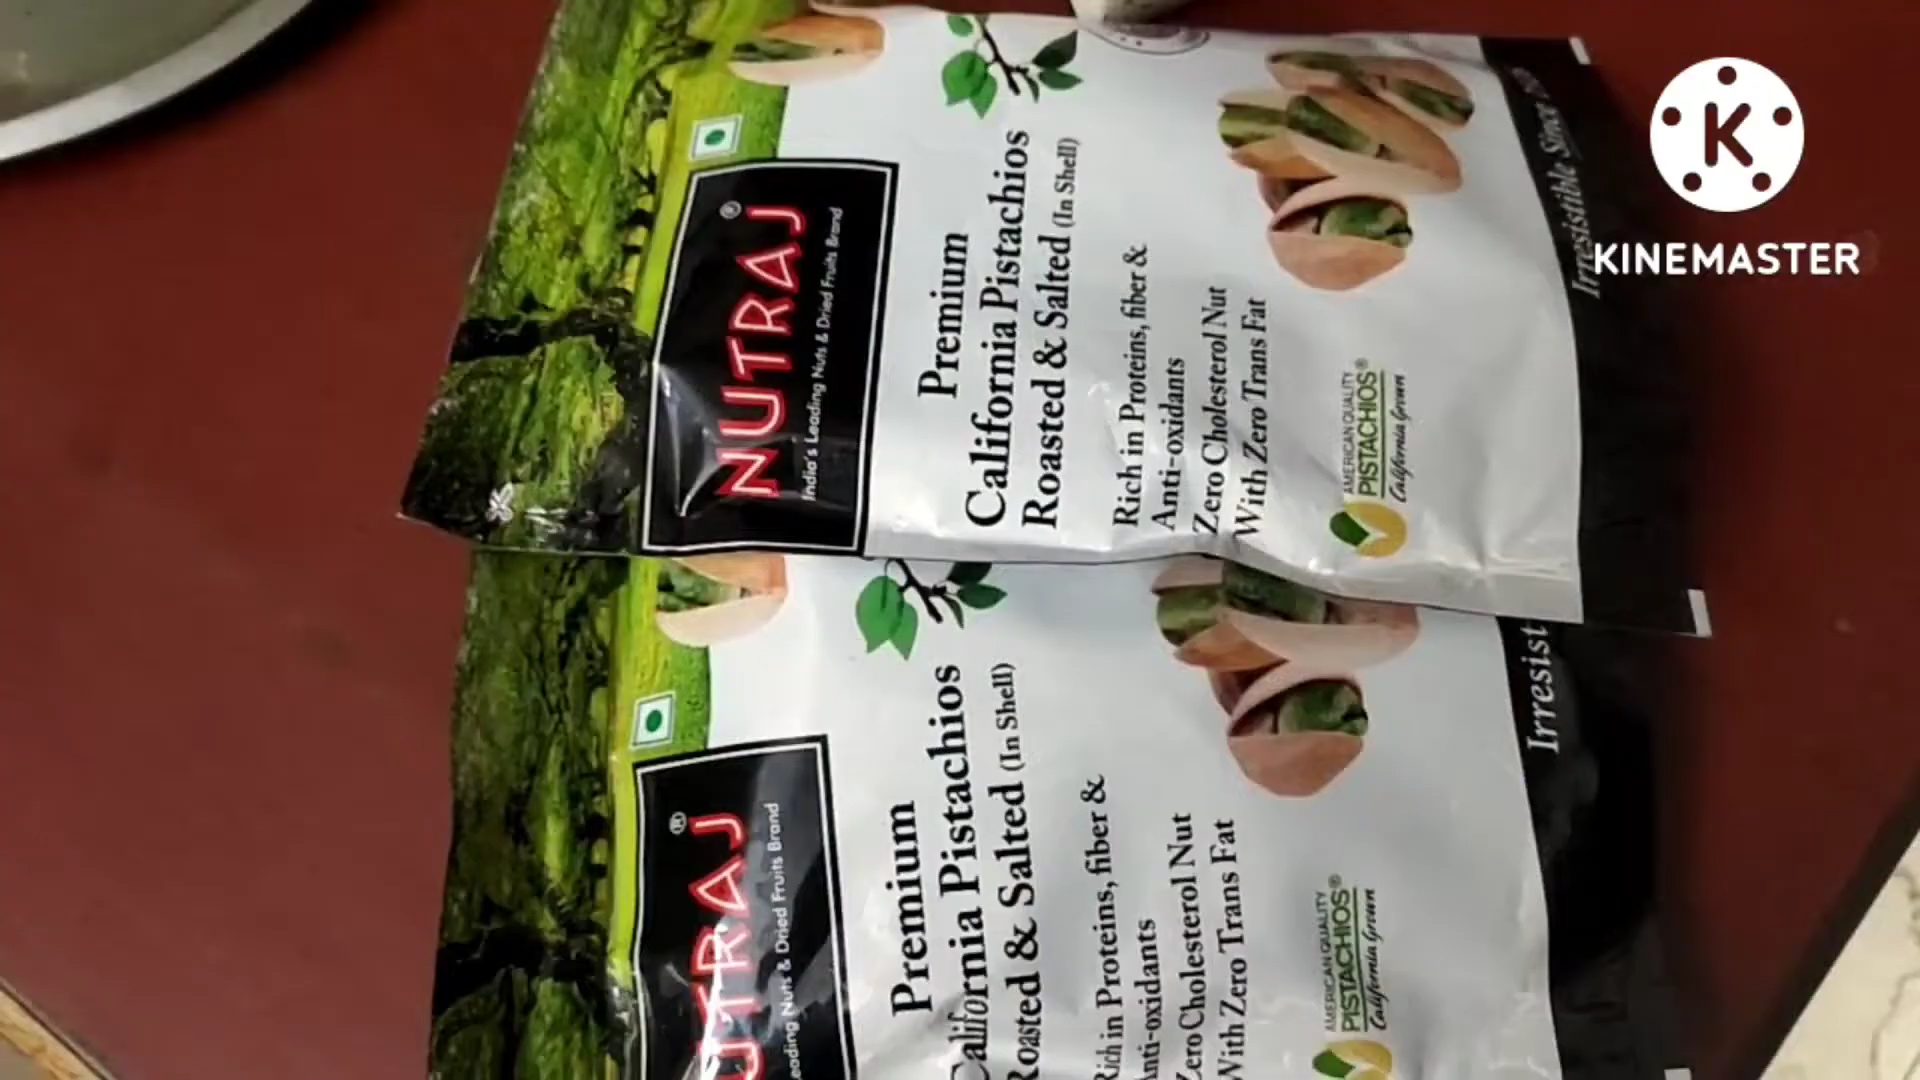 NUTRAJ®
India's Leading Nuts & Dried Fruits Brand
Premium
California Pistachios
Roasted & Salted (In Shell)
Rich in Proteins, fiber &
Anti-oxidants
Zero Cholesterol Nut
With Zero Trans Fat
AMERICAN QUALITY
PISTACHIOS®
California Grown
Irresistible Since
UTRAJ®
eading Nuts & Dried Fruits Brand
Premium
California Pistachios
Roasted & Salted (In Shell)
Rich in Proteins, fiber &
Anti-oxidants
Zero Cholesterol Nut
With Zero Trans Fat
AMERICAN QUALITY
PISTACHIOS®
California Grown
Irresist
K
KINEMASTER